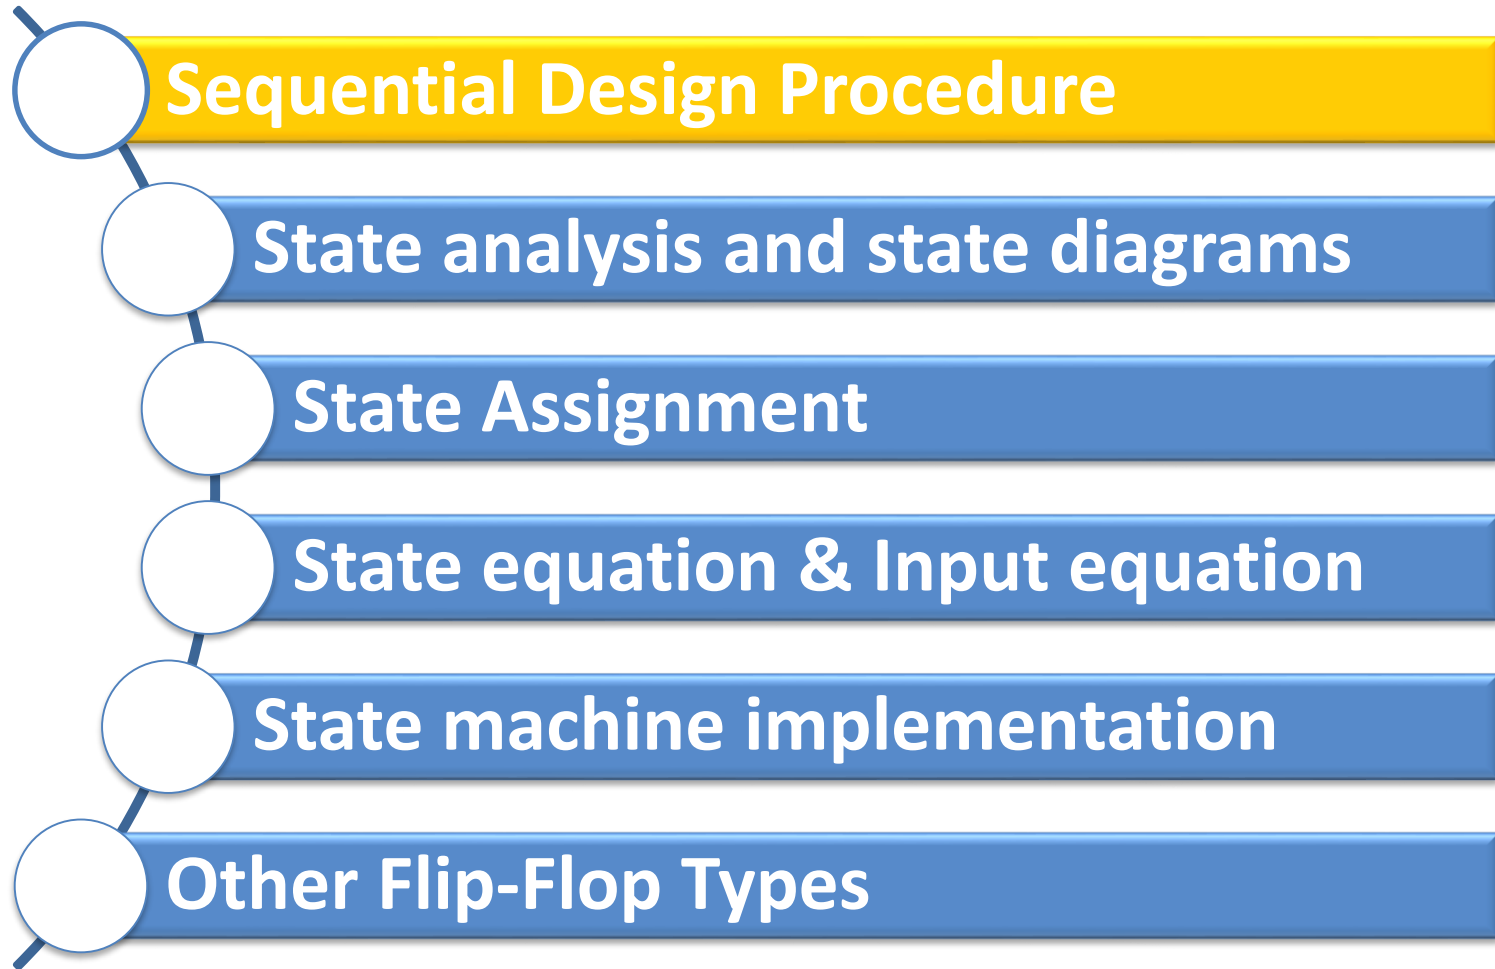 Sequential Design Procedure
State analysis and state diagrams
State Assignment
State equation & Input equation
State machine implementation
Other Flip-Flop Types